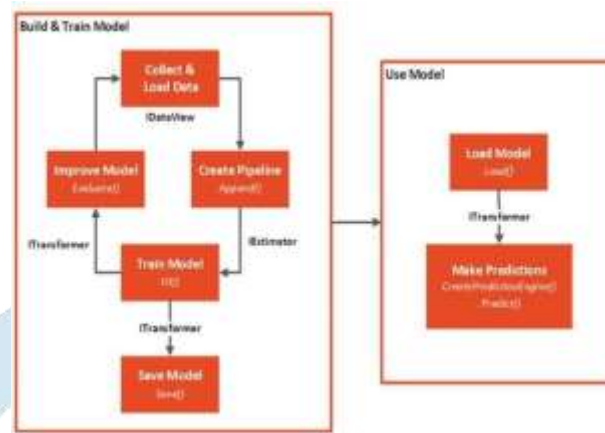 Build & Train Model
Collect &
Load Data
IDataView
Improve Model
Evaluate()
Create Pipeline
Append()
ITransformer
IEstimator
Train Model
Fit()
ITransformer
Save Model
Save()
Use Model
Load Model
Load()
ITransformer
Make Predictions
CreatePredictionEngine()
Predict()